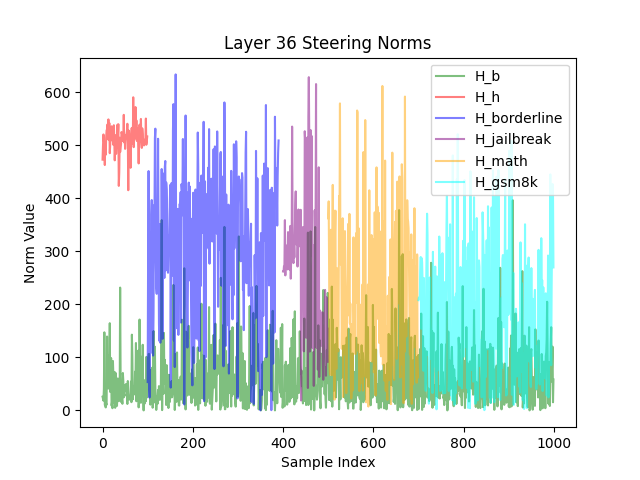 Layer 36 Steering Norms
H_b
H_h
H_borderline
H_jailbreak
H_math
H_gsm8k
Norm Value
600
500
400
300
200
100
0
0
200
400
600
800
1000
Sample Index